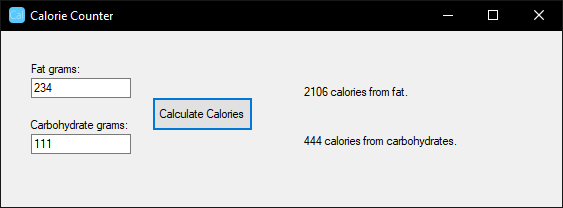 Calorie Counter
Fat grams:
234
Carbohydrate grams:
111
Calculate Calories
2106 calories from fat.
444 calories from carbohydrates.